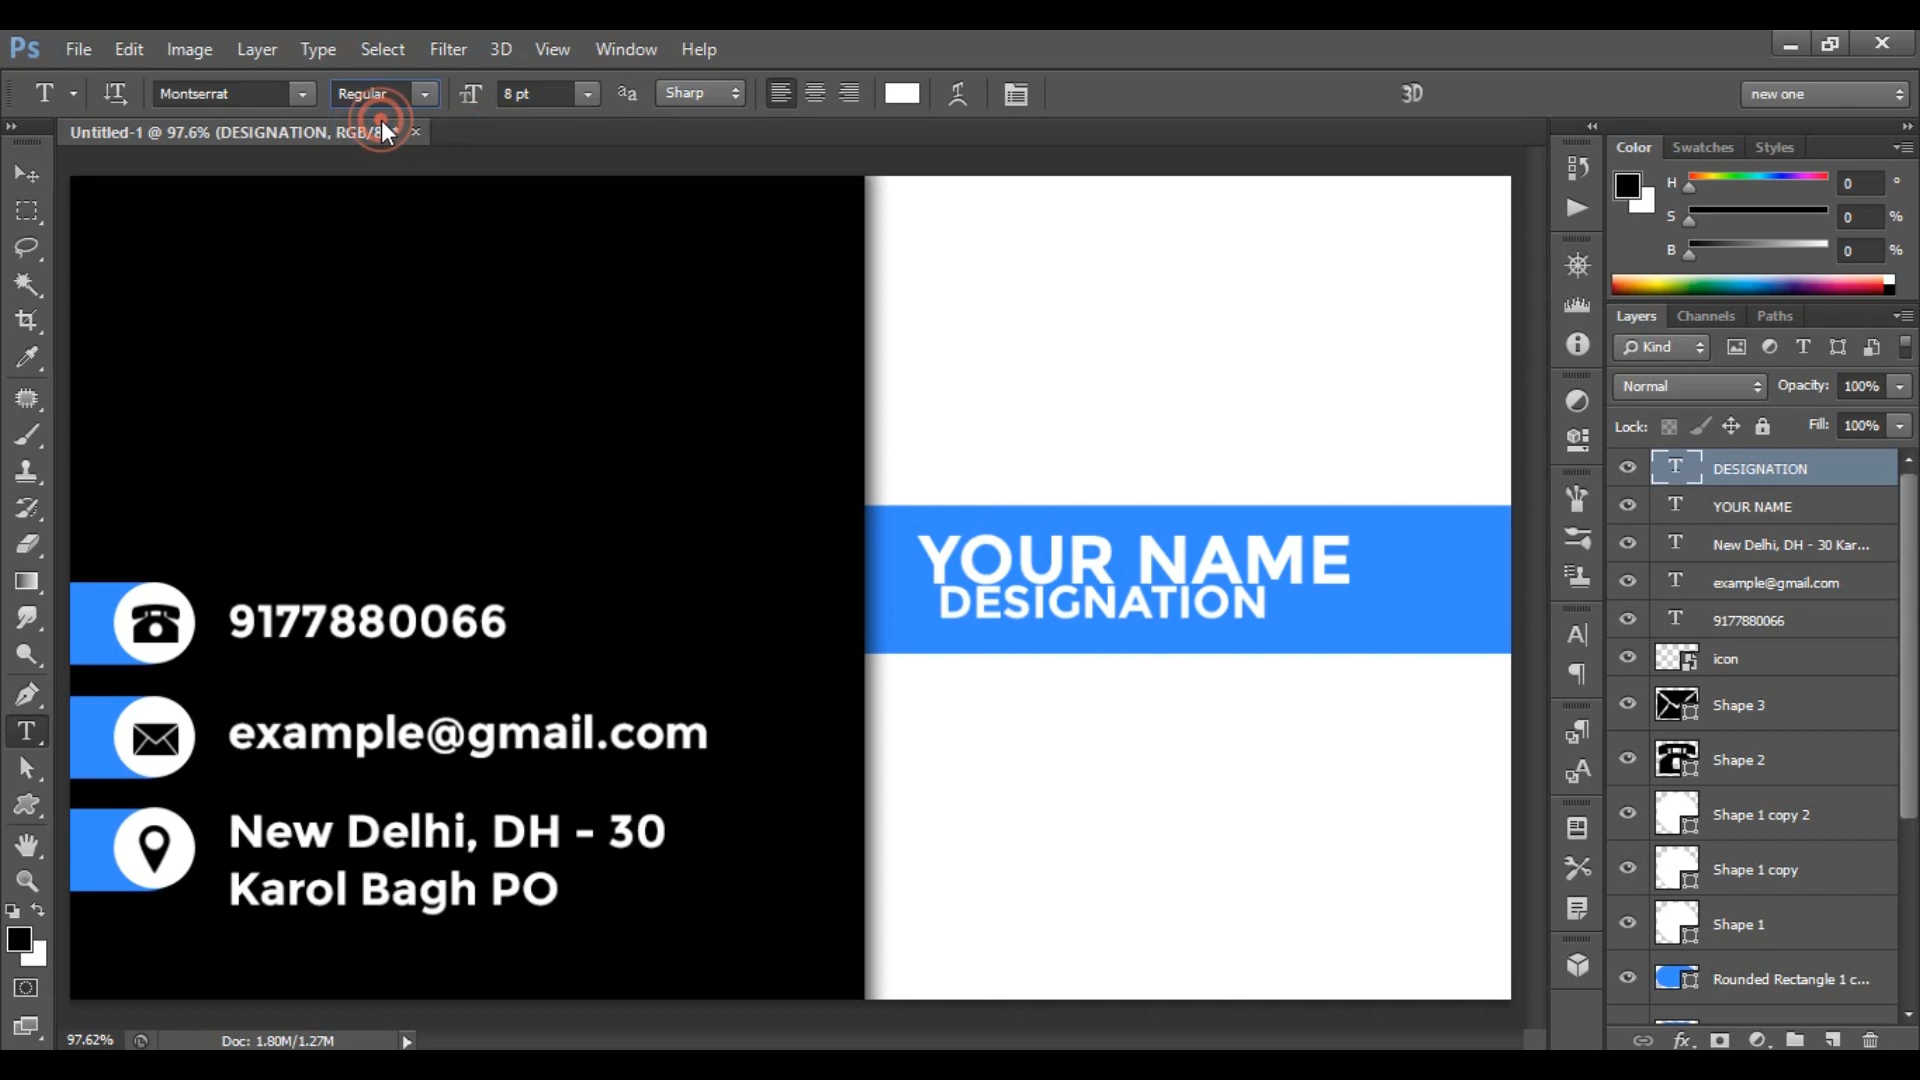 Ps File Edit Image Layer Type Select Filter 3D View Window Help
T Montserrat Regular 8 pt aa Sharp 3D new one
Untitled-1 @ 97.6% (DESIGNATION, RGB/8
Color Swatches Styles
H 0 °
S 0 %
B 0 %
Layers Channels Paths
Kind
Normal Opacity: 100%
Lock: Fill: 100%
T DESIGNATION
T YOUR NAME
T New Delhi, DH - 30 Kar...
T example@gmail.com
T 9177880066
icon
Shape 3
Shape 2
Shape 1 copy 2
Shape 1 copy
Shape 1
Rounded Rectangle 1 c...
fx
YOUR NAME
DESIGNATION
9177880066
example@gmail.com
New Delhi, DH - 30
Karol Bagh PO
97.62% Doc: 1.80M/1.27M